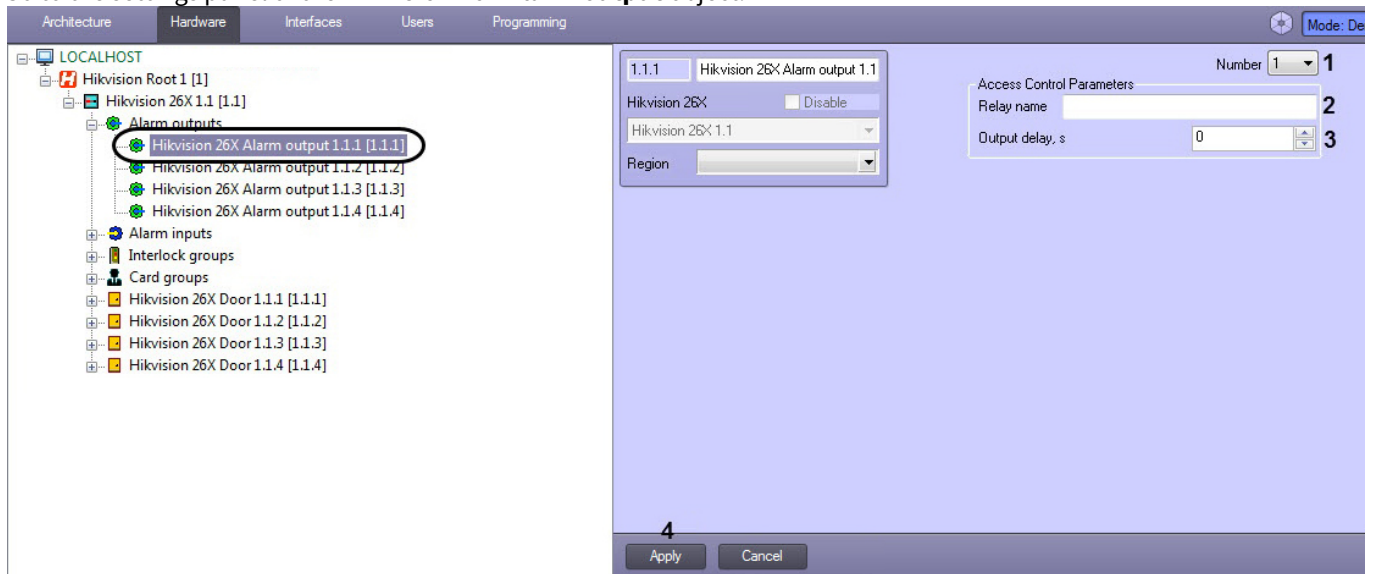 Architecture Hardware Interfaces Users Programming Mode: De
LOCALHOST
Hikvision Root 1 [1]
Hikvision 26X 1.1 [1.1]
Alarm outputs
Hikvision 26X Alarm output 1.1.1 [1.1.1]
Hikvision 26X Alarm output 1.1.2 [1.1.2]
Hikvision 26X Alarm output 1.1.3 [1.1.3]
Hikvision 26X Alarm output 1.1.4 [1.1.4]
Alarm inputs
Interlock groups
Card groups
Hikvision 26X Door 1.1.1 [1.1.1]
Hikvision 26X Door 1.1.2 [1.1.2]
Hikvision 26X Door 1.1.3 [1.1.3]
Hikvision 26X Door 1.1.4 [1.1.4]
1.1.1 Hikvision 26X Alarm output 1.1
Hikvision 26X Disable
Hikvision 26X 1.1
Region
Number 1 1
Access Control Parameters
Relay name 2
Output delay, s 0 3
4
Apply Cancel